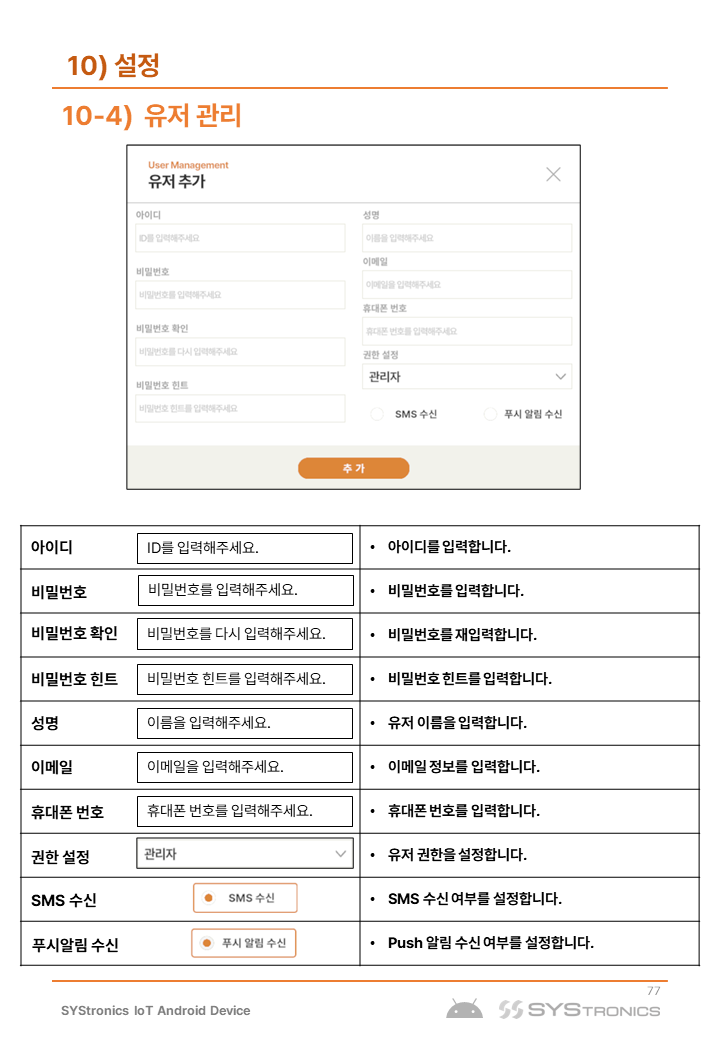 10) 설정
10-4) 유저 관리
User Management
유저 추가
아이디
ID를 입력해주세요
비밀번호
비밀번호를 입력해주세요
비밀번호 확인
비밀번호를 다시 입력해주세요
비밀번호 힌트
비밀번호 힌트를 입력해주세요
성명
이름을 입력해주세요
이메일
이메일을 입력해주세요
휴대폰 번호
휴대폰 번호를 입력해주세요
권한 설정
관리자
SMS 수신 푸시 알림 수신
추 가
아이디 ID를 입력해주세요. • 아이디를 입력합니다.
비밀번호 비밀번호를 입력해주세요. • 비밀번호를 입력합니다.
비밀번호 확인 비밀번호를 다시 입력해주세요. • 비밀번호를 재입력합니다.
비밀번호 힌트 비밀번호 힌트를 입력해주세요. • 비밀번호 힌트를 입력합니다.
성명 이름을 입력해주세요. • 유저 이름을 입력합니다.
이메일 이메일을 입력해주세요. • 이메일 정보를 입력합니다.
휴대폰 번호 휴대폰 번호를 입력해주세요. • 휴대폰 번호를 입력합니다.
권한 설정 관리자 • 유저 권한을 설정합니다.
SMS 수신 SMS 수신 • SMS 수신 여부를 설정합니다.
푸시알림 수신 푸시 알림 수신 • Push 알림 수신 여부를 설정합니다.
77
SYStronics IoT Android Device SYSTRONICS